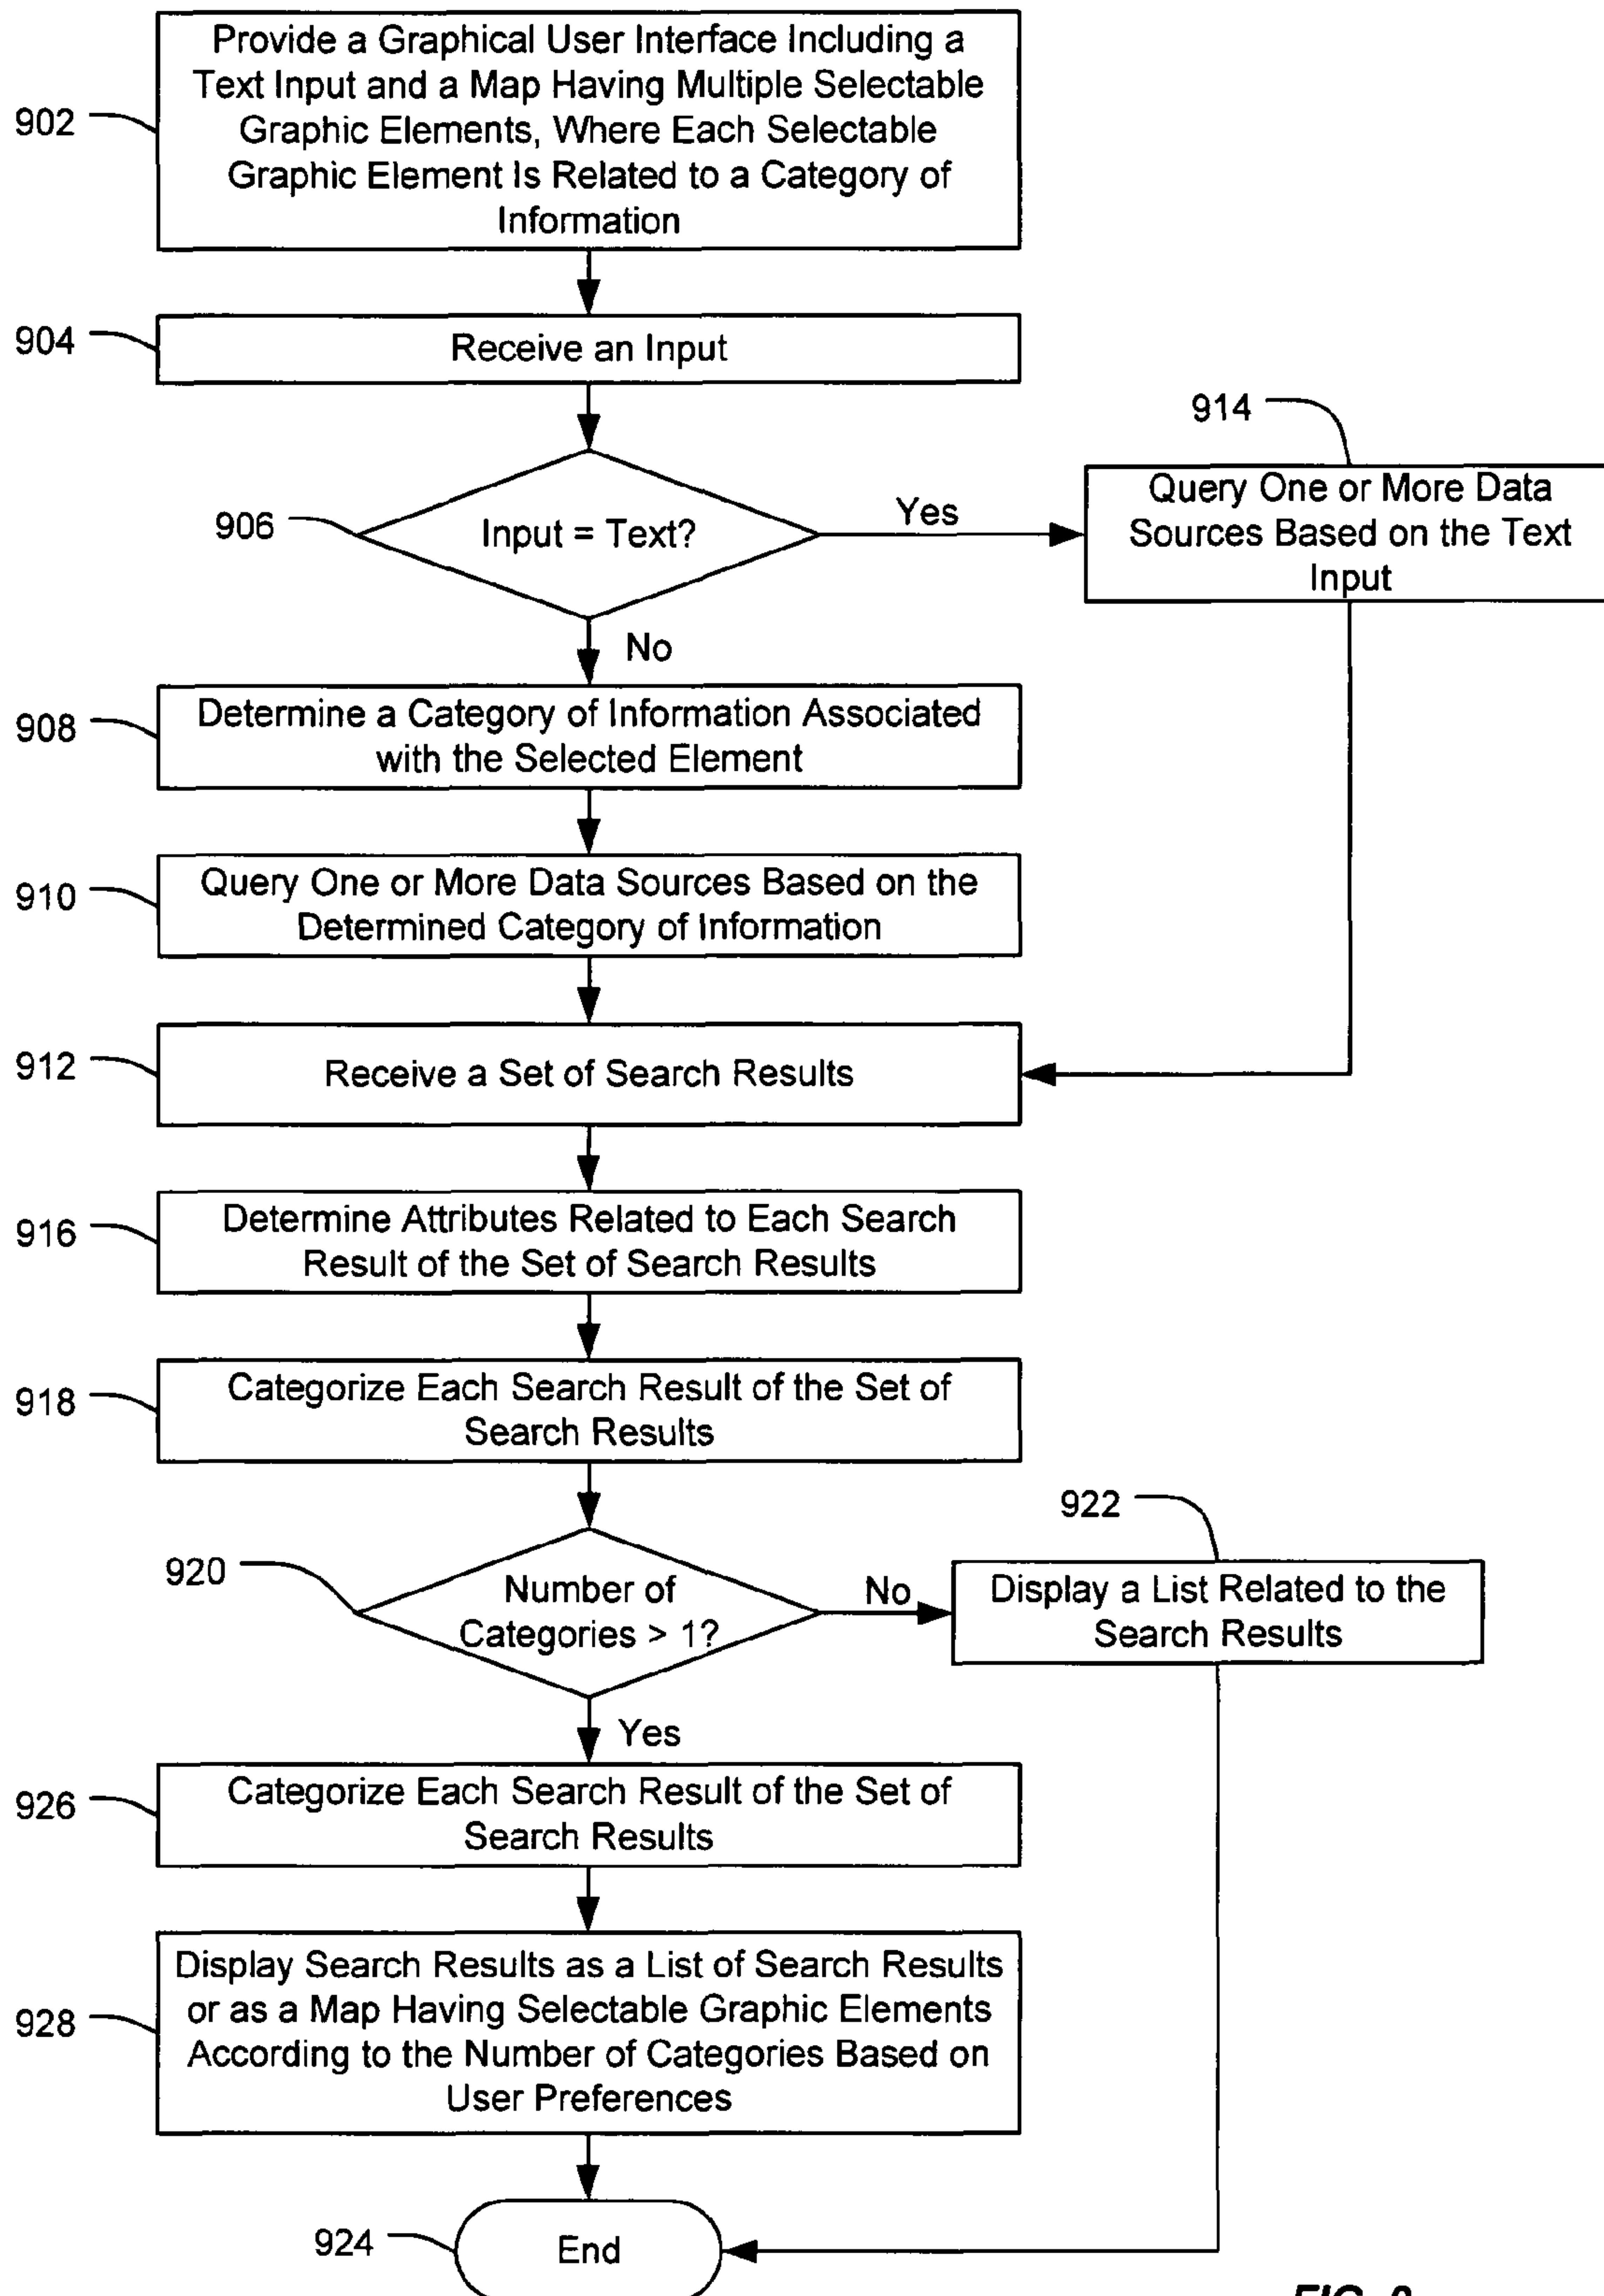 Provide a Graphical User Interface Including a
Text Input and a Map Having Multiple Selectable
Graphic Elements, Where Each Selectable
Graphic Element Is Related to a Category of
Information
902
904
Receive an Input
914
906
Input = Text?
Yes
Query One or More Data
Sources Based on the Text
Input
No
908
Determine a Category of Information Associated
with the Selected Element
910
Query One or More Data Sources Based on the
Determined Category of Information
912
Receive a Set of Search Results
916
Determine Attributes Related to Each Search
Result of the Set of Search Results
918
Categorize Each Search Result of the Set of
Search Results
922
920
Number of
Categories > 1?
No
Display a List Related to the
Search Results
Yes
926
Categorize Each Search Result of the Set of
Search Results
928
Display Search Results as a List of Search Results
or as a Map Having Selectable Graphic Elements
According to the Number of Categories Based on
User Preferences
924
End
FIG.